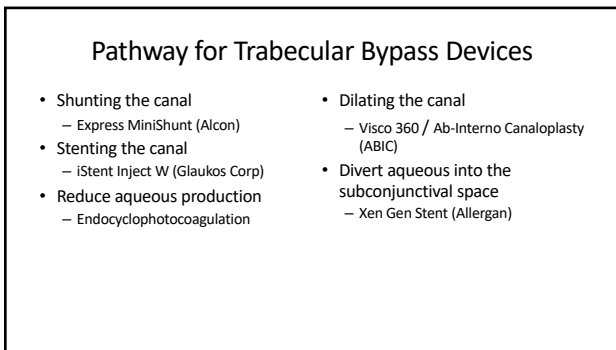 Pathway for Trabecular Bypass Devices
• Shunting the canal
– Express MiniShunt (Alcon)
• Stenting the canal
– iStent Inject W (Glaukos Corp)
• Reduce aqueous production
– Endocyclophotocoagulation
• Dilating the canal
– Visco 360 / Ab-Interno Canaloplasty
(ABIC)
• Divert aqueous into the
subconjunctival space
– Xen Gen Stent (Allergan)